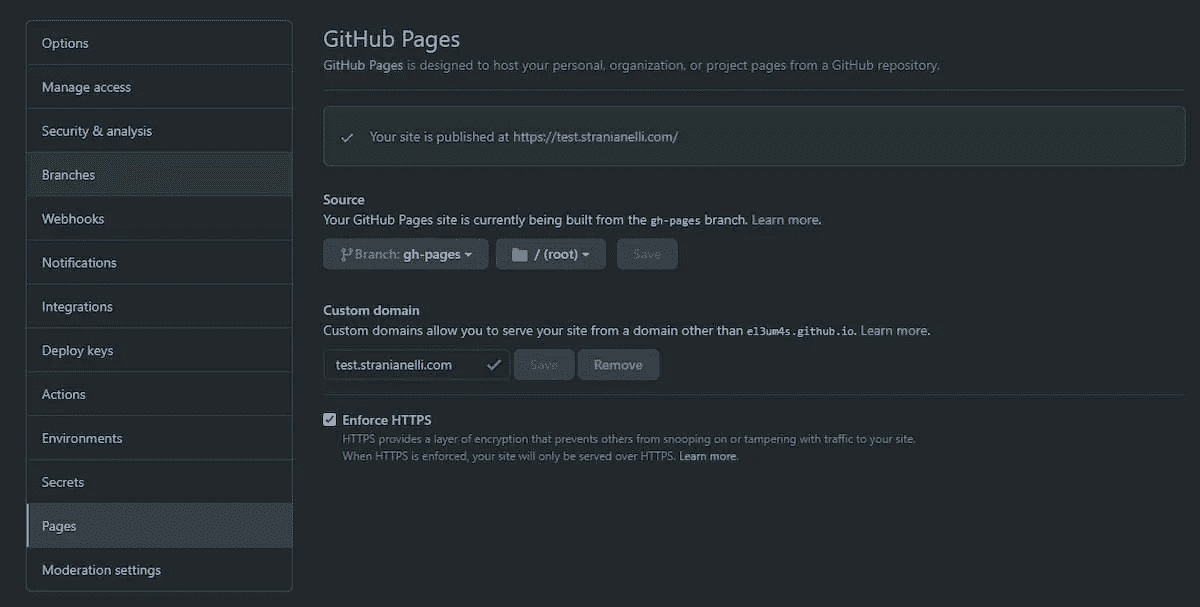 Options
Manage access
Security & analysis
Branches
Webhooks
Notifications
Integrations
Deploy keys
Actions
Environments
Secrets
Pages
Moderation settings
GitHub Pages
GitHub Pages is designed to host your personal, organization, or project pages from a GitHub repository.
Your site is published at https://test.stranianelli.com/
Source
Your GitHub Pages site is currently being built from the gh-pages branch. Learn more.
Branch: gh-pages / (root) Save
Custom domain
Custom domains allow you to serve your site from a domain other than el3um4s.github.io. Learn more.
test.stranianelli.com Save Remove
Enforce HTTPS
HTTPS provides a layer of encryption that prevents others from snooping on or tampering with traffic to your site.
When HTTPS is enforced, your site will only be served over HTTPS. Learn more.